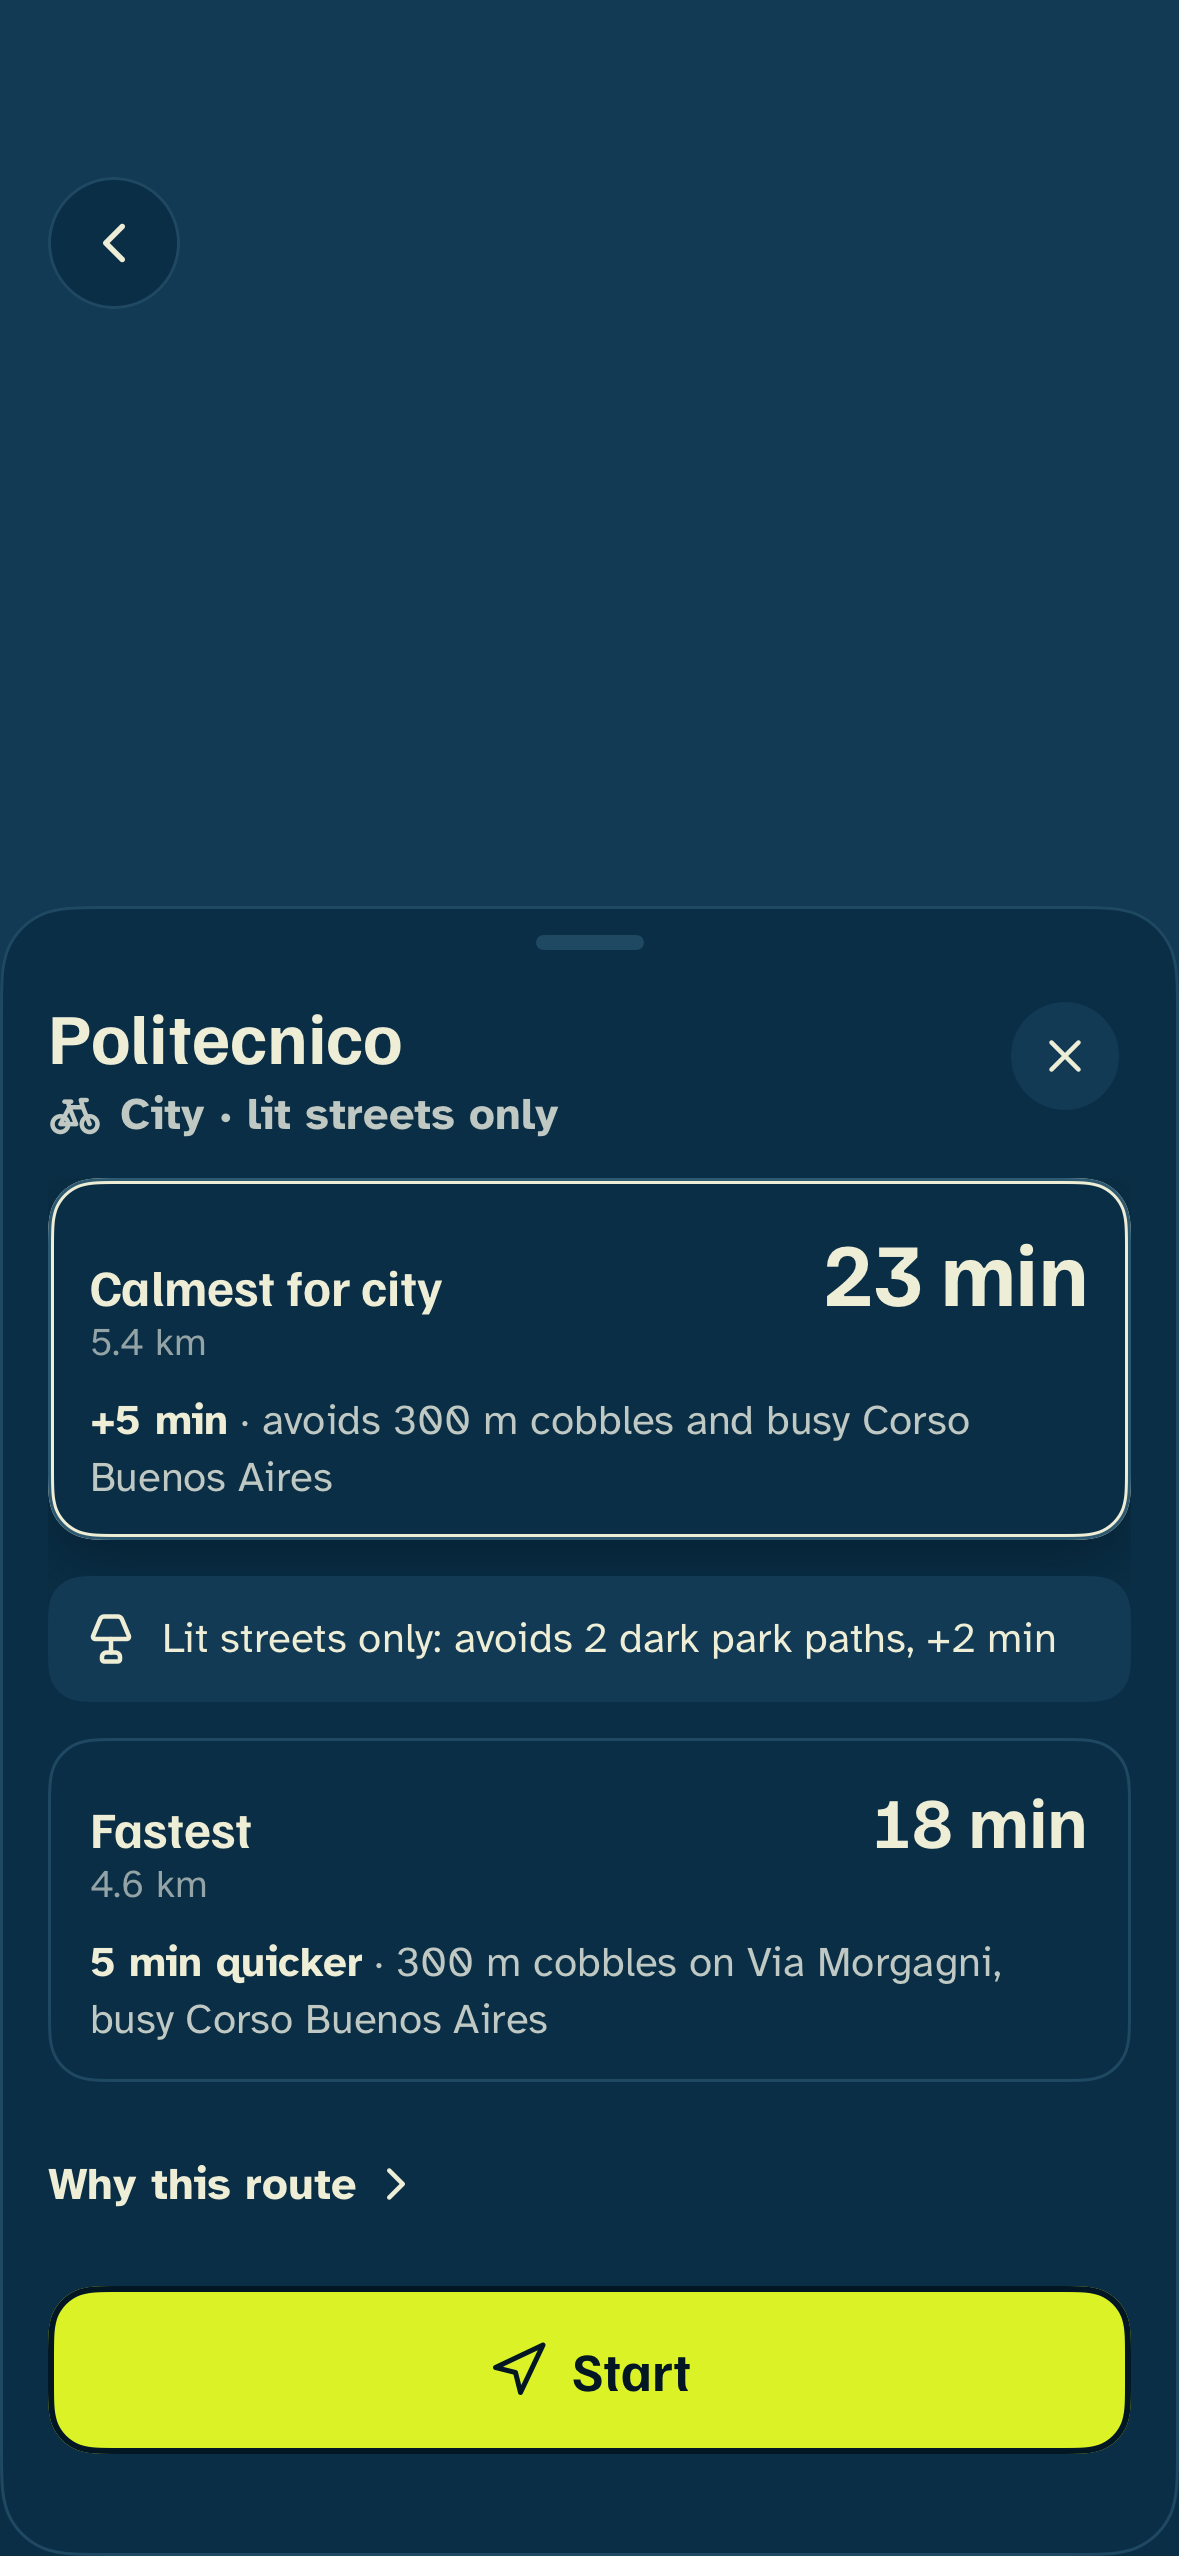 Politecnico
City · lit streets only
Calmest for city
23 min
5.4 km
+5 min · avoids 300 m cobbles and busy Corso
Buenos Aires
Lit streets only: avoids 2 dark park paths, +2 min
Fastest
18 min
4.6 km
5 min quicker · 300 m cobbles on Via Morgagni,
busy Corso Buenos Aires
Why this route
Start